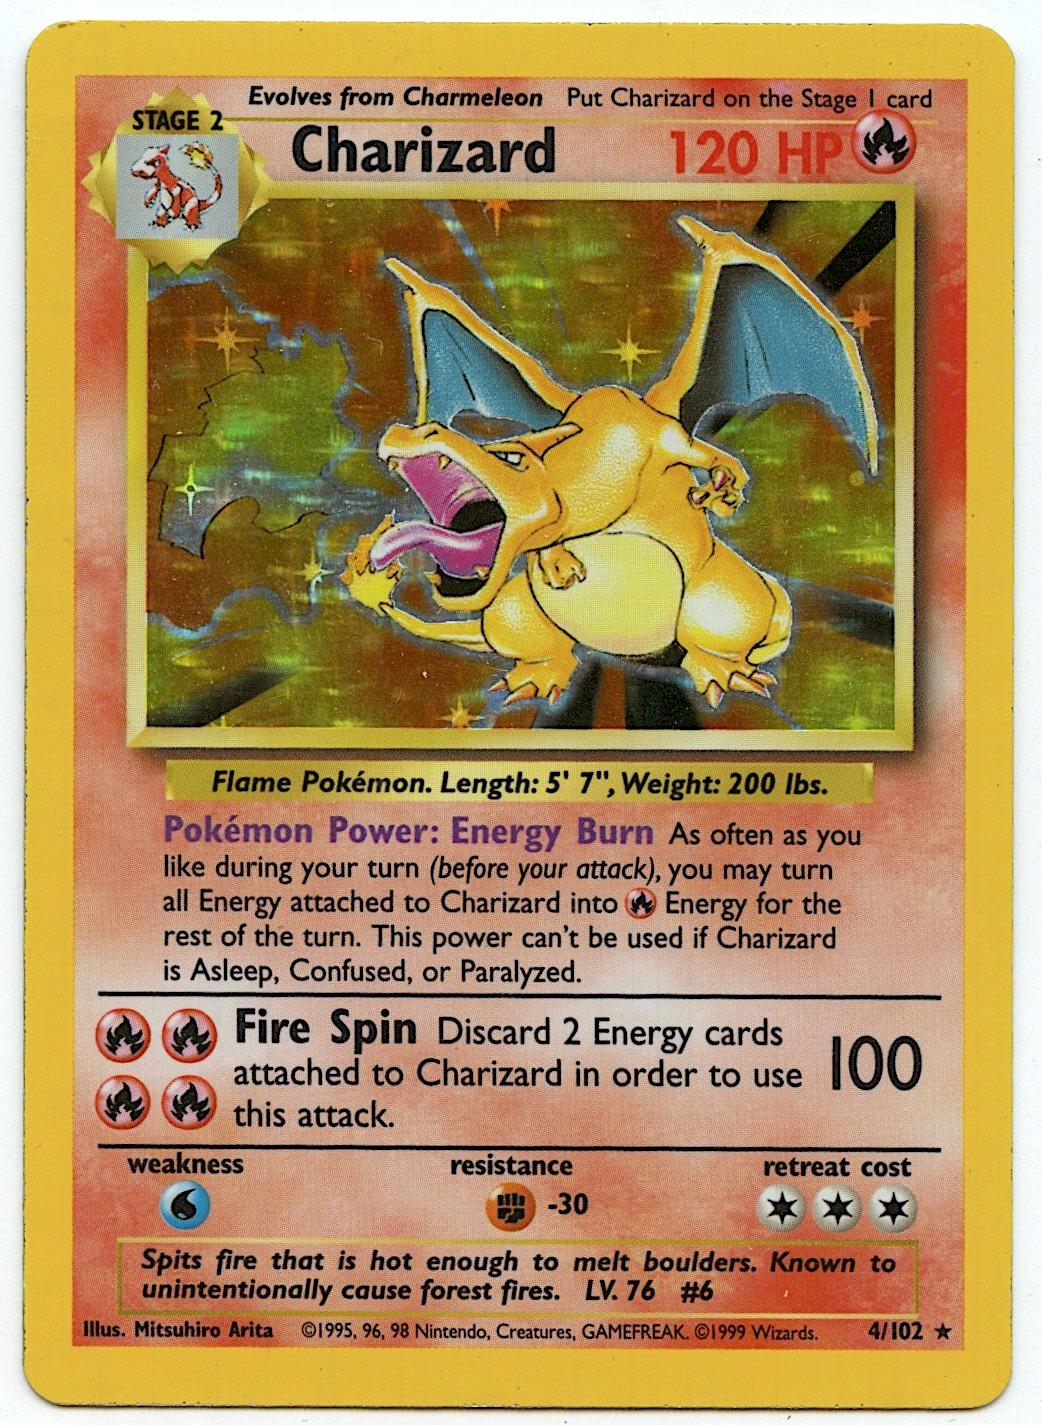 Evolves from Charmeleon Put Charizard on the Stage 1 card
STAGE 2
Charizard 120 HP
Flame Pokémon. Length: 5' 7", Weight: 200 lbs.
Pokémon Power: Energy Burn As often as you
like during your turn (before your attack), you may turn
all Energy attached to Charizard into Energy for the
rest of the turn. This power can't be used if Charizard
is Asleep, Confused, or Paralyzed.
Fire Spin Discard 2 Energy cards
attached to Charizard in order to use
this attack.
100
weakness resistance retreat cost
-30
Spits fire that is hot enough to melt boulders. Known to
unintentionally cause forest fires. LV. 76 #6
Illus. Mitsuhiro Arita ©1995, 96, 98 Nintendo, Creatures, GAMEFREAK. ©1999 Wizards. 4/102 ★